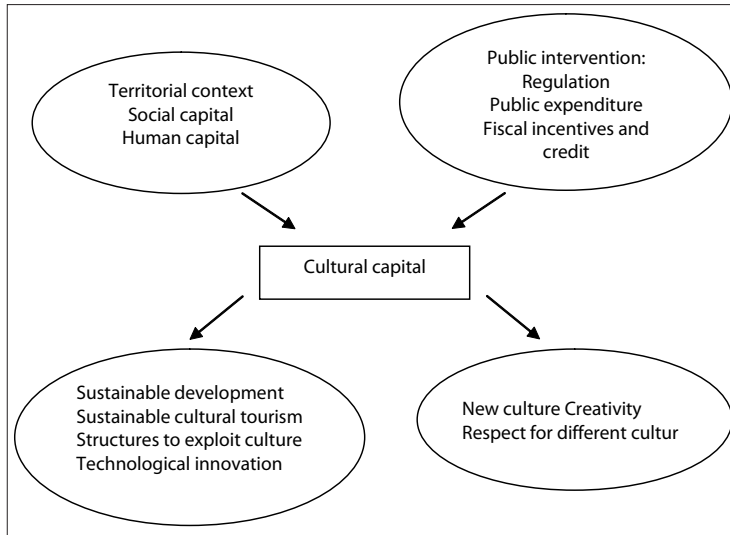 Territorial context
Social capital
Human capital
Public intervention:
Regulation
Public expenditure
Fiscal incentives and
credit
Cultural capital
Sustainable development
Sustainable cultural tourism
Structures to exploit culture
Technological innovation
New culture Creativity
Respect for different cultur